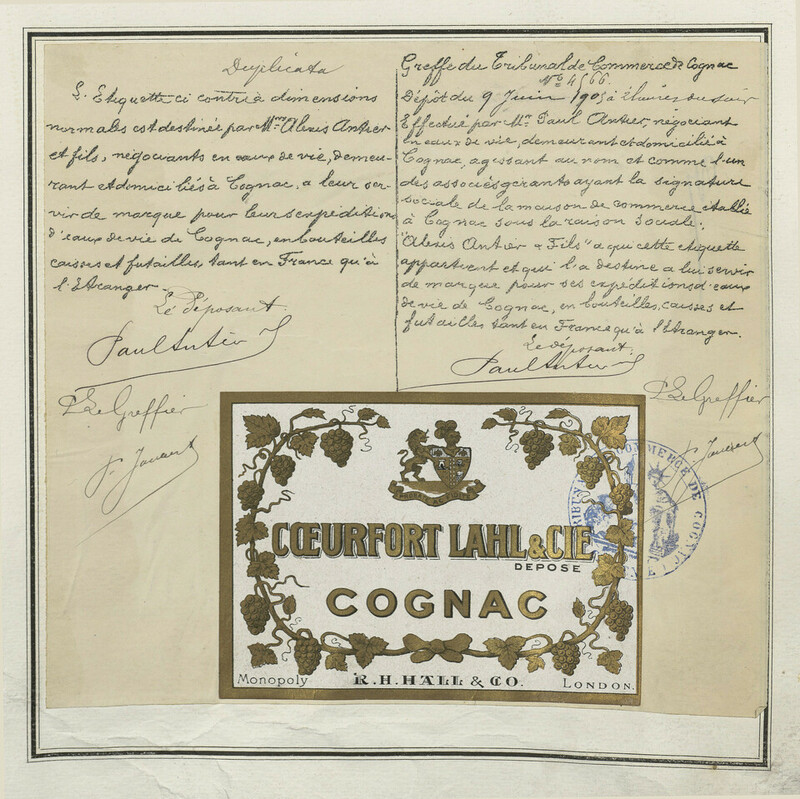 Duplicata
L'Etiquette ci contre à dimensions
normales est destinée par Mrs Alexis Antier
et fils, négociants en eaux de vie, demeu-
rant et domiciliés à Cognac, a leur ser-
vir de marque pour leurs expéditions
d'eaux de vie de Cognac, en bouteilles
caisses et futailles, tant en France qu'à
l'Etranger
Le Déposant
Paul Antier
Le Greffier
Greffe du Tribunal de Commerce de Cognac
No 4566
Dépôt du 9 Juin 1905 à 2 heures du soir
Effectué par Mr Paul Antier, négociant
en eaux de vie, demeurant et domicilié à
Cognac, agissant au nom et comme l'un
des associés gérants ayant la signature
sociale de la maison de commerce établie
à Cognac sous la raison sociale:
"Alexis Antier & Fils" a qui cette etiquette
appartient et qui l'a destine a lui servir
de marque pour ses expéditions d'eaux
de vie de Cognac, en bouteilles, caisses et
futailles tant en France qu'à l'Etranger.
Le déposant.
Paul Antier
Le Greffier
TRIBUNAL COMMERCE DE COGNAC
CŒURFORT LAHL & CIE
DEPOSE
COGNAC
Monopoly R.H. HALL & CO. LONDON.